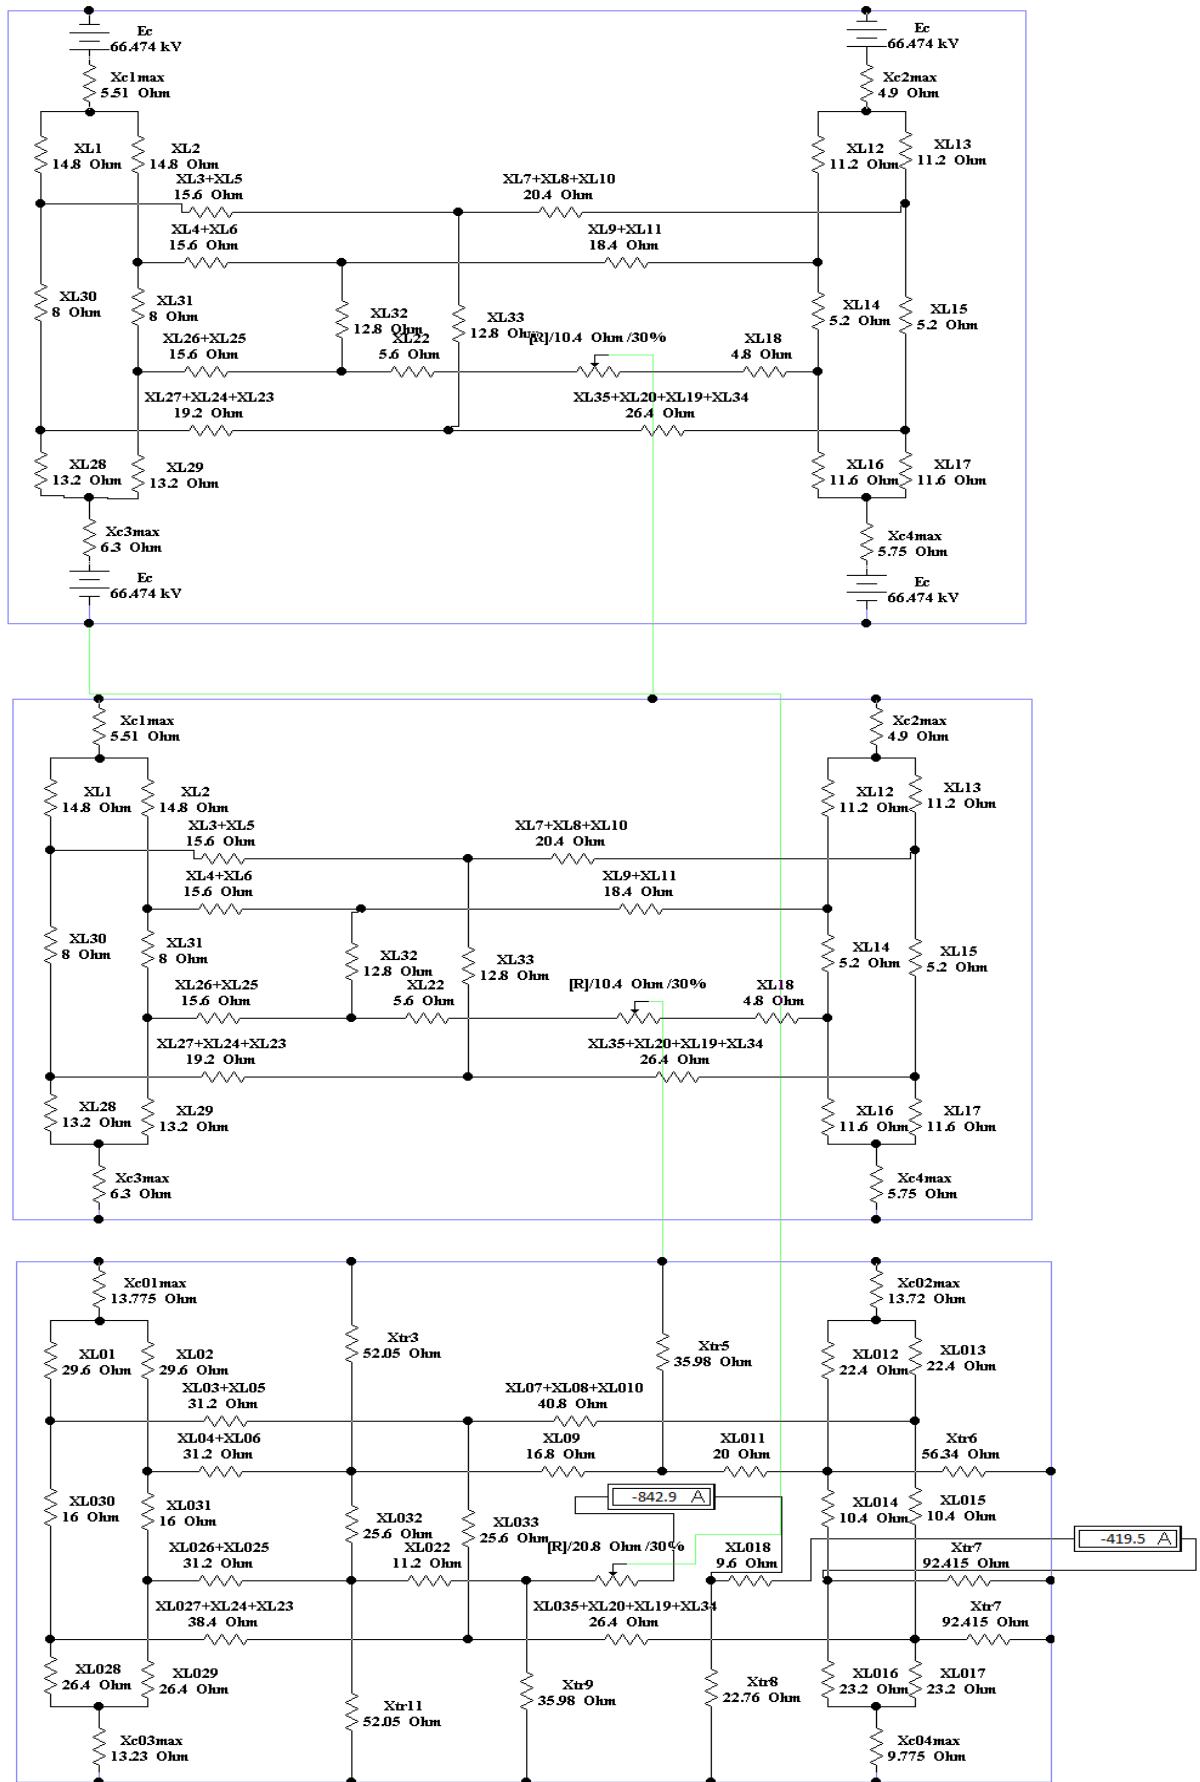 Ec
66.474 kV
Ec
66.474 kV
Xc1max
5.51 Ohm
Xc2max
4.9 Ohm
XL1
14.8 Ohm
XL2
14.8 Ohm
XL12
11.2 Ohm
XL13
11.2 Ohm
XL3+XL5
15.6 Ohm
XL7+XL8+XL10
20.4 Ohm
XL4+XL6
15.6 Ohm
XL9+XL11
18.4 Ohm
XL30
8 Ohm
XL31
8 Ohm
XL32
12.8 Ohm
XL33
12.8 Ohm
XL14
5.2 Ohm
XL15
5.2 Ohm
XL26+XL25
15.6 Ohm
XL22
5.6 Ohm
[R]/10.4 Ohm /30%
XL18
4.8 Ohm
XL27+XL24+XL23
19.2 Ohm
XL35+XL20+XL19+XL34
26.4 Ohm
XL28
13.2 Ohm
XL29
13.2 Ohm
XL16
11.6 Ohm
XL17
11.6 Ohm
Xc3max
6.3 Ohm
Xc4max
5.75 Ohm
Ec
66.474 kV
Ec
66.474 kV
Xc1max
5.51 Ohm
Xc2max
4.9 Ohm
XL1
14.8 Ohm
XL2
14.8 Ohm
XL12
11.2 Ohm
XL13
11.2 Ohm
XL3+XL5
15.6 Ohm
XL7+XL8+XL10
20.4 Ohm
XL4+XL6
15.6 Ohm
XL9+XL11
18.4 Ohm
XL30
8 Ohm
XL31
8 Ohm
XL32
12.8 Ohm
XL33
12.8 Ohm
XL14
5.2 Ohm
XL15
5.2 Ohm
XL26+XL25
15.6 Ohm
XL22
5.6 Ohm
[R]/10.4 Ohm /30%
XL18
4.8 Ohm
XL27+XL24+XL23
19.2 Ohm
XL35+XL20+XL19+XL34
26.4 Ohm
XL28
13.2 Ohm
XL29
13.2 Ohm
XL16
11.6 Ohm
XL17
11.6 Ohm
Xc3max
6.3 Ohm
Xc4max
5.75 Ohm
Xc01max
13.775 Ohm
Xc02max
13.72 Ohm
XL01
29.6 Ohm
XL02
29.6 Ohm
Xtr3
52.05 Ohm
Xtr5
35.98 Ohm
XL012
22.4 Ohm
XL013
22.4 Ohm
XL03+XL05
31.2 Ohm
XL07+XL08+XL010
40.8 Ohm
XL04+XL06
31.2 Ohm
XL09
16.8 Ohm
XL011
20 Ohm
Xtr6
56.34 Ohm
-842.9 A
XL030
16 Ohm
XL031
16 Ohm
XL032
25.6 Ohm
XL033
25.6 Ohm
XL014
10.4 Ohm
XL015
10.4 Ohm
-419.5 A
XL026+XL025
31.2 Ohm
XL022
11.2 Ohm
[R]/20.8 Ohm /30%
XL018
9.6 Ohm
Xtr7
92.415 Ohm
XL027+XL24+XL23
38.4 Ohm
XL035+XL20+XL19+XL34
26.4 Ohm
Xtr7
92.415 Ohm
XL028
26.4 Ohm
XL029
26.4 Ohm
Xtr11
52.05 Ohm
Xtr9
35.98 Ohm
Xtr8
22.76 Ohm
XL016
23.2 Ohm
XL017
23.2 Ohm
Xc03max
13.23 Ohm
Xc04max
9.775 Ohm